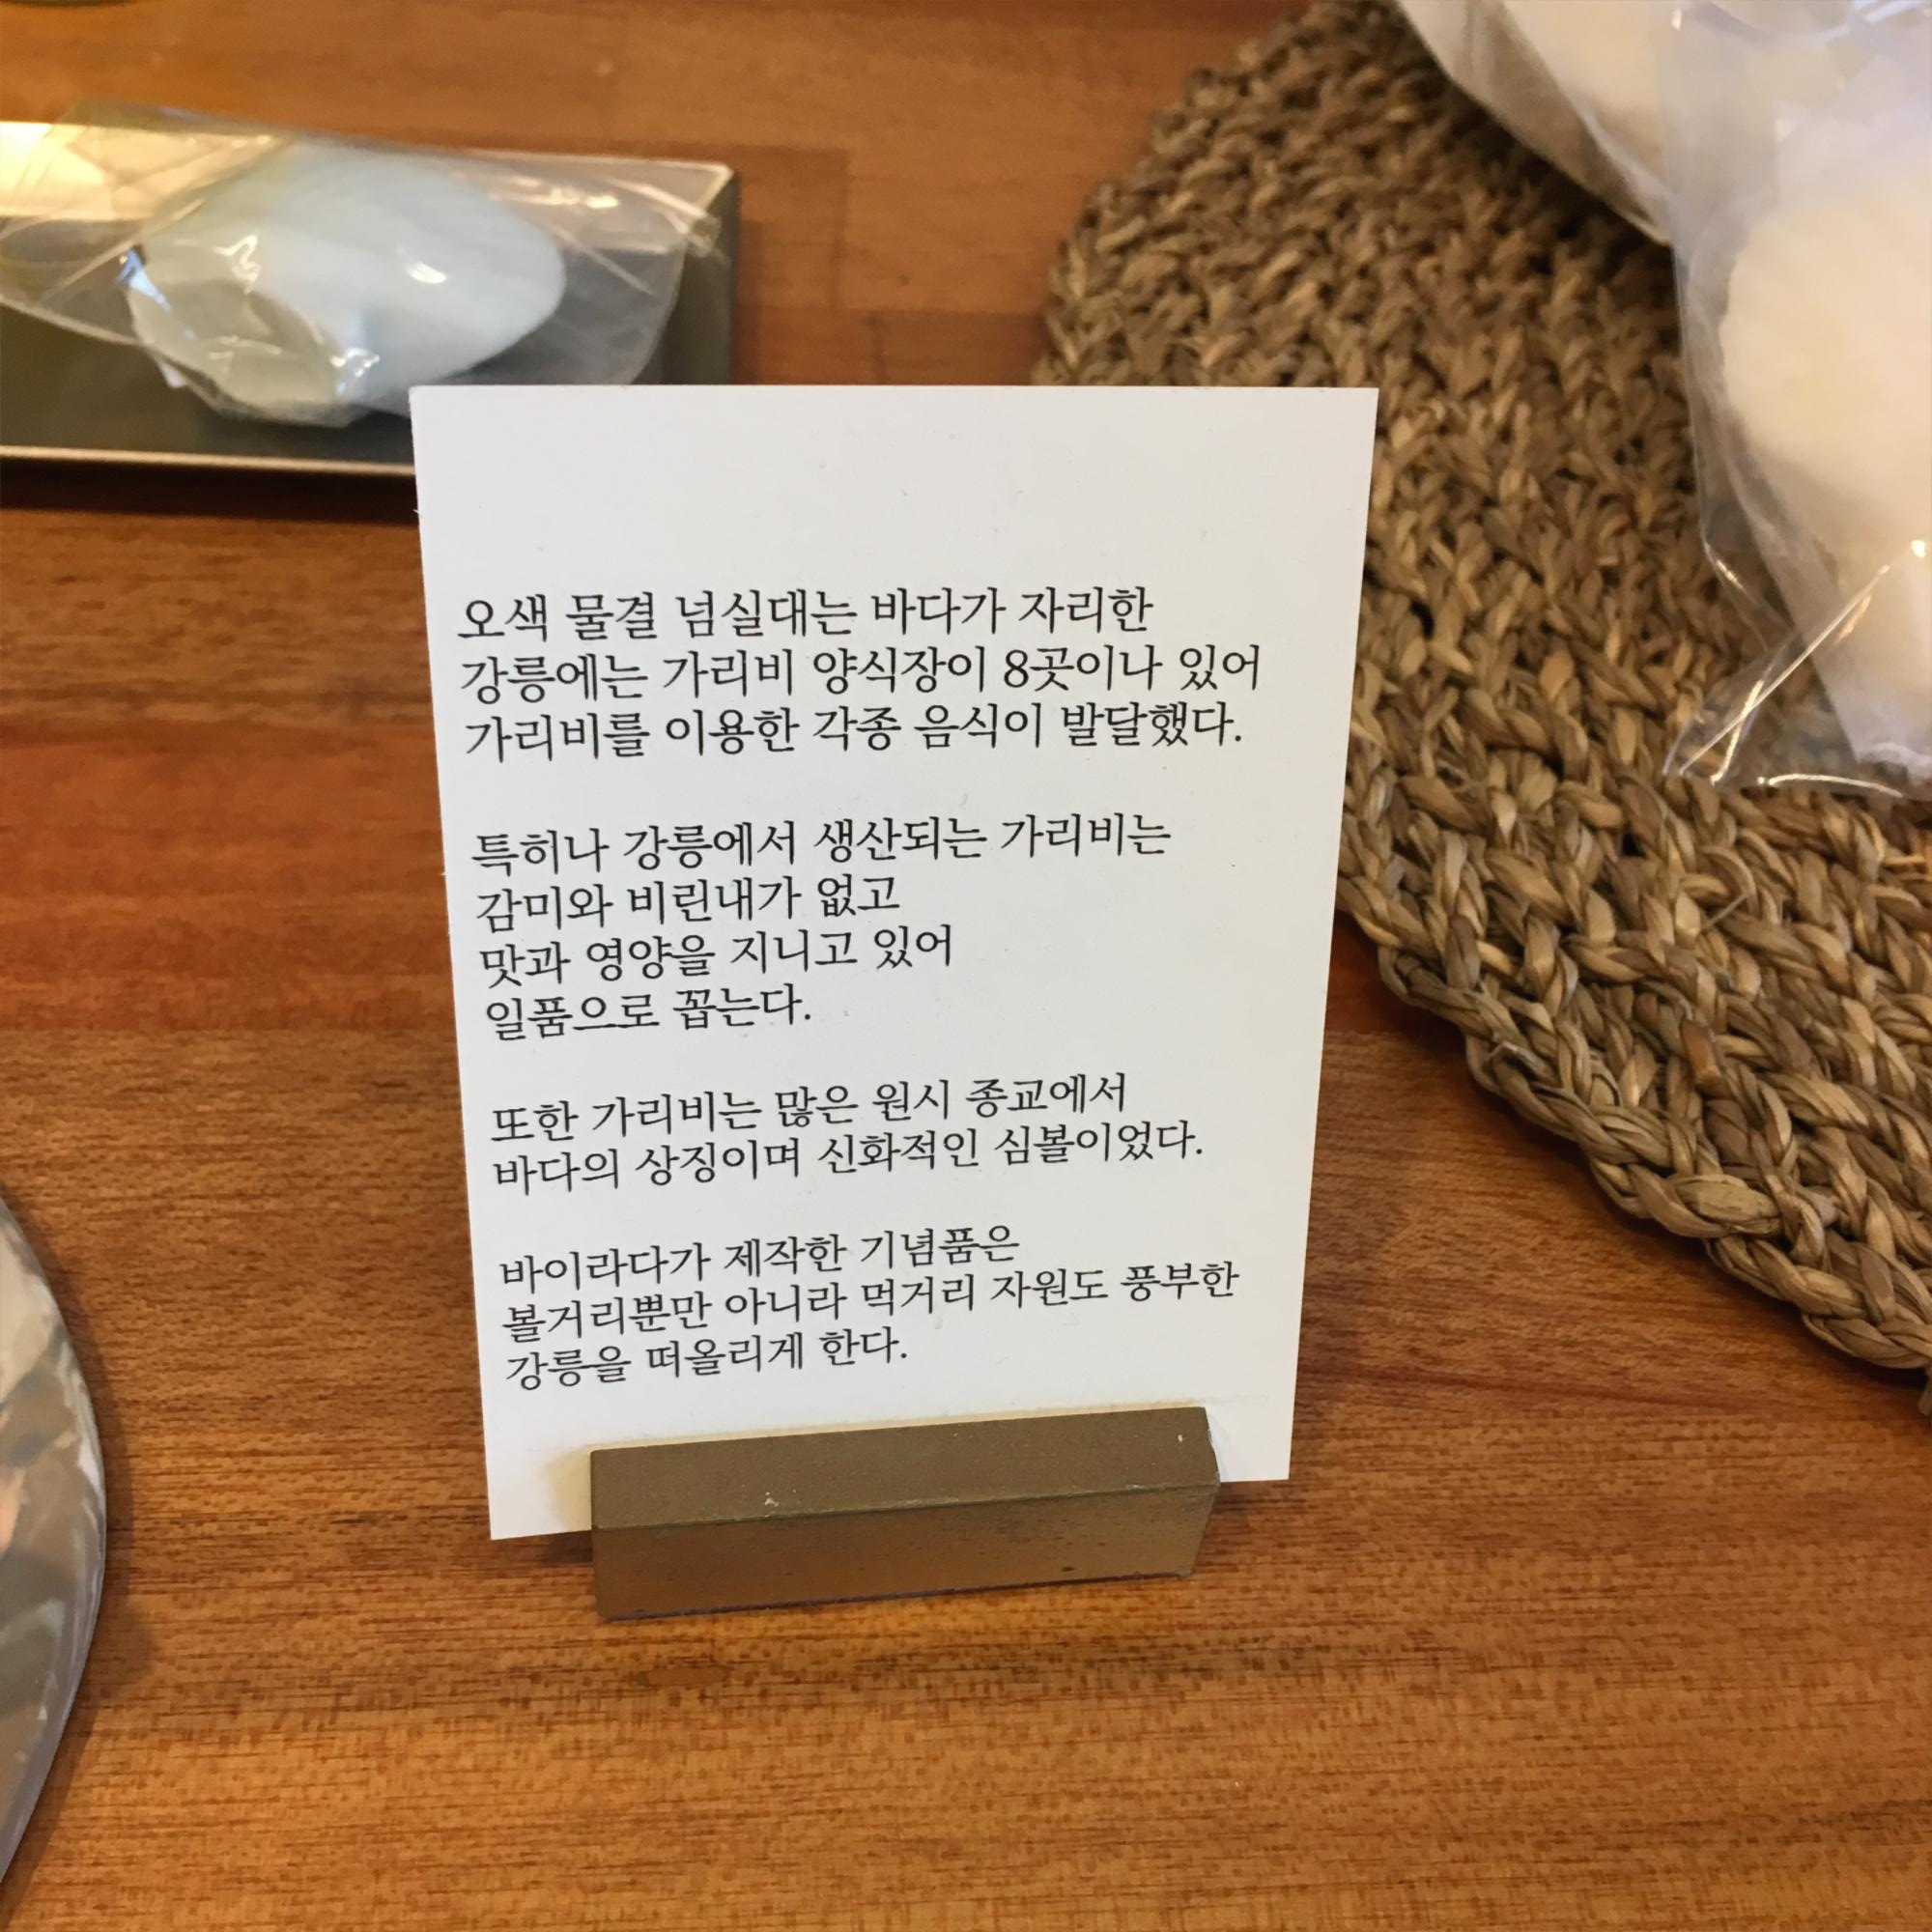 오색 물결 넘실대는 바다가 자리한
강릉에는 가리비 양식장이 8곳이나 있어
가리비를 이용한 각종 음식이 발달했다.
특히나 강릉에서 생산되는 가리비는
감미와 비린내가 없고
맛과 영양을 지니고 있어
일품으로 꼽는다.
또한 가리비는 많은 원시 종교에서
바다의 상징이며 신화적인 심볼이었다.
바이라다가 제작한 기념품은
볼거리뿐만 아니라 먹거리 자원도 풍부한
강릉을 떠올리게 한다.